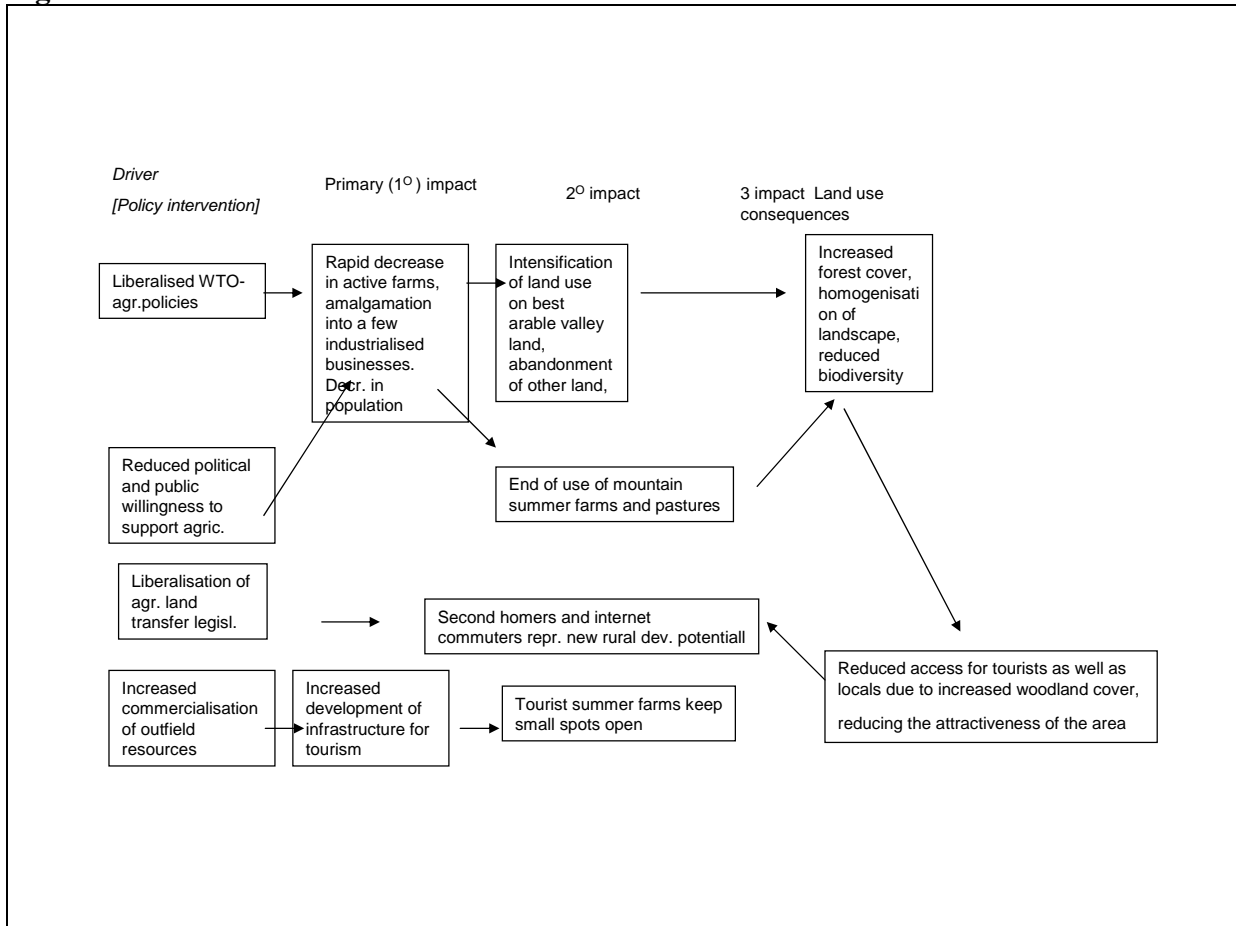 Driver
[Policy intervention]
Primary (1O ) impact
2O impact
3 impact Land use
consequences
Liberalised WTO-
agr.policies
Rapid decrease
in active farms,
amalgamation
into a few
industrialised
businesses.
Decr. in
population
Intensification
of land use
on best
arable valley
land,
abandonment
of other land,
Increased
forest cover,
homogenisati
on of
landscape,
reduced
biodiversity
Reduced political
and public
willingness to
support agric.
End of use of mountain
summer farms and pastures
Liberalisation of
agr. land
transfer legisl.
Second homers and internet
commuters repr. new rural dev. potentiall
Reduced access for tourists as well as
locals due to increased woodland cover,
reducing the attractiveness of the area
Increased
commercialisation
of outfield
resources
Increased
development of
infrastructure for
tourism
Tourist summer farms keep
small spots open